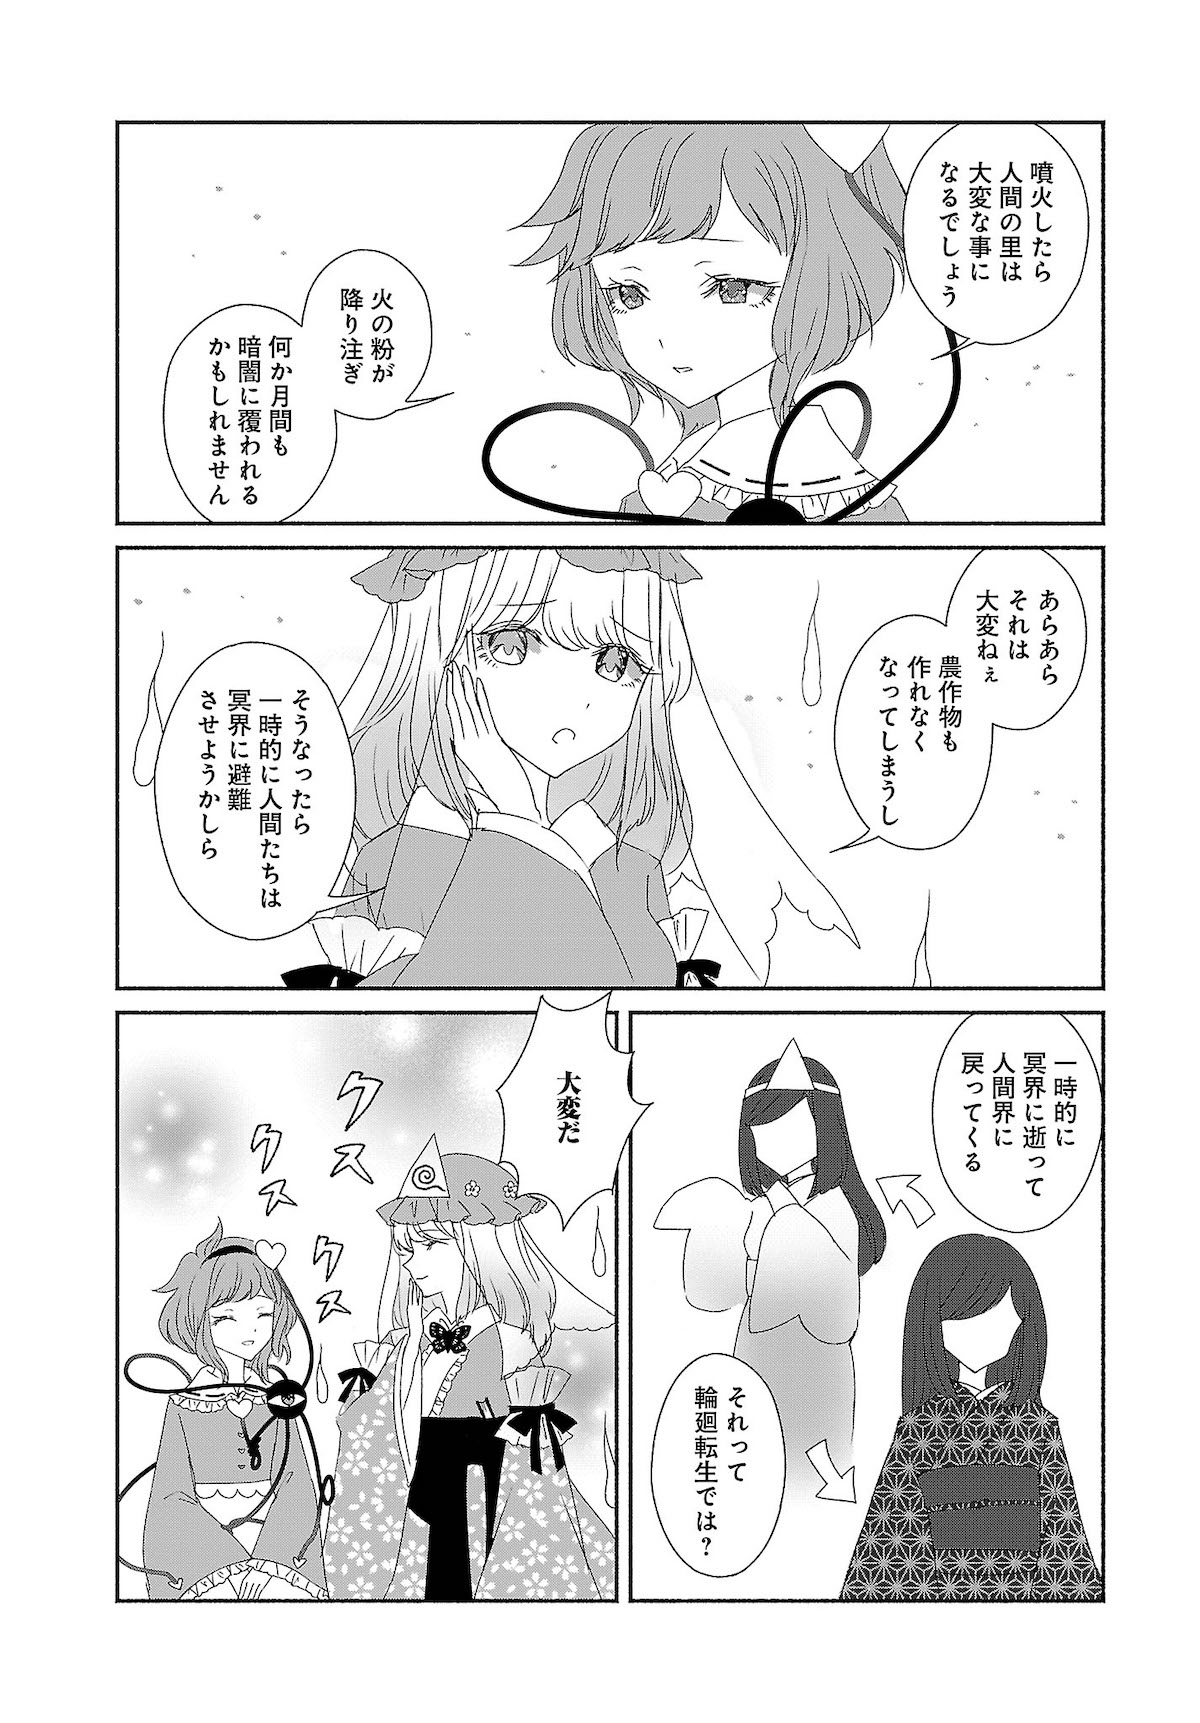 噴火したら
人間の里は
大変な事に
なるでしょう
火の粉が
降り注ぎ
何か月間も
暗闇に覆われる
かもしれません
あらあら
それは
大変ねぇ
農作物も
作れなく
なってしまうし
そうなったら
一時的に人間たちは
冥界に避難
させようかしら
一時的に
冥界に逝って
人間界に
戻ってくる
それって
輪廻転生では?
大変だ
クス
クス
クス
クス